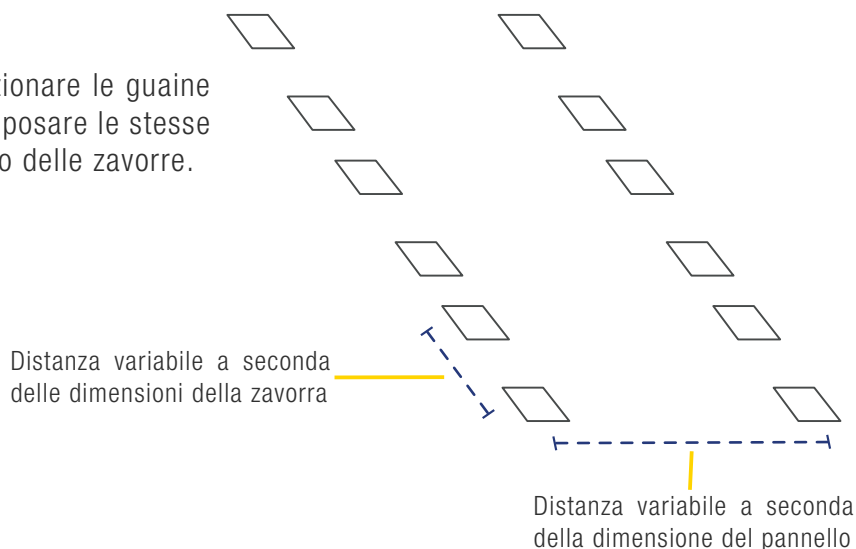 le guaine
posare le stesse
delle zavorre.
Distanza variabile a seconda
delle dimensioni della zavorra
Distanza variabile a seconda
della dimensione del pannello